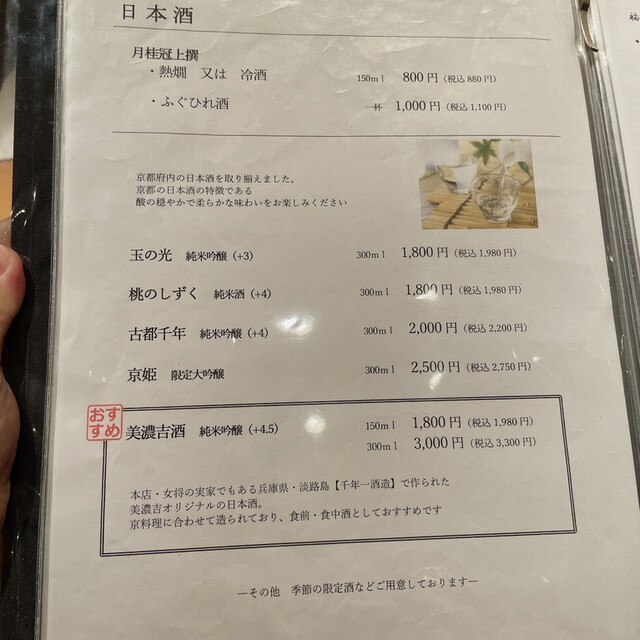 日本酒
月桂冠上撰
・熱燗 又は 冷酒 150ml 800円（税込880円）
・ふぐひれ酒 一杯 1,000円（税込1,100円）
京都府内の日本酒を取り揃えました。
京都の日本酒の特徴である
酸の穏やかで柔らかな味わいをお楽しみください
玉の光 純米吟醸（+3） 300ml 1,800円（税込1,980円）
桃のしずく 純米酒（+4） 300ml 1,800円（税込1,980円）
古都千年 純米吟醸（+4） 300ml 2,000円（税込2,200円）
京姫 限定大吟醸 300ml 2,500円（税込2,750円）
おすすめ
美濃吉酒 純米吟醸（+4.5） 150ml 1,800円（税込1,980円）
300ml 3,000円（税込3,300円）
本店・女将の実家でもある兵庫県・淡路島【千年一酒造】で作られた
美濃吉オリジナルの日本酒。
京料理に合わせて造られており、食前・食中酒としておすすめです
―その他 季節の限定酒などご用意しております―